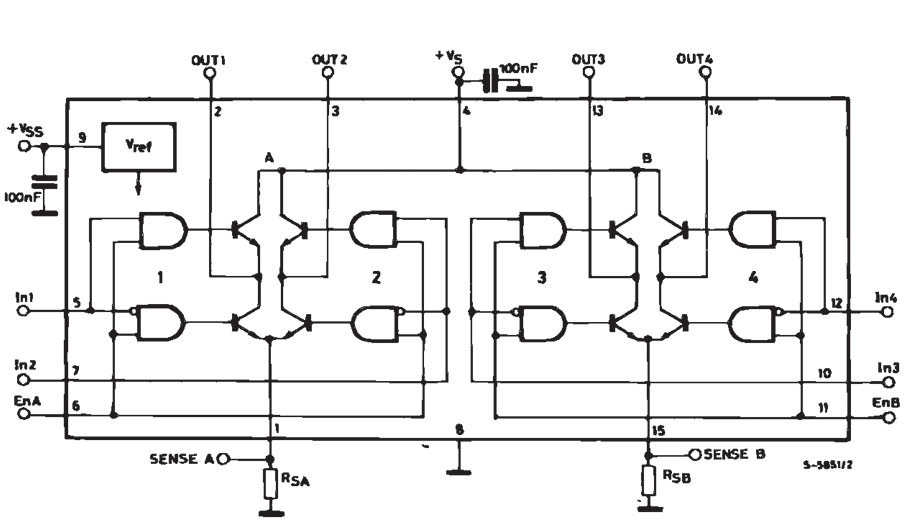 OUT1 OUT2 +VS 100nF OUT3 OUT4
2 3 4 13 14
+VSS 9 Vref A B
100nF
1 2 3 4
In1 5 12 In4
In2 7 10 In3
EnA 6 11 EnB
1 8 15
SENSE A SENSE B S-5851/2
RSA RSB